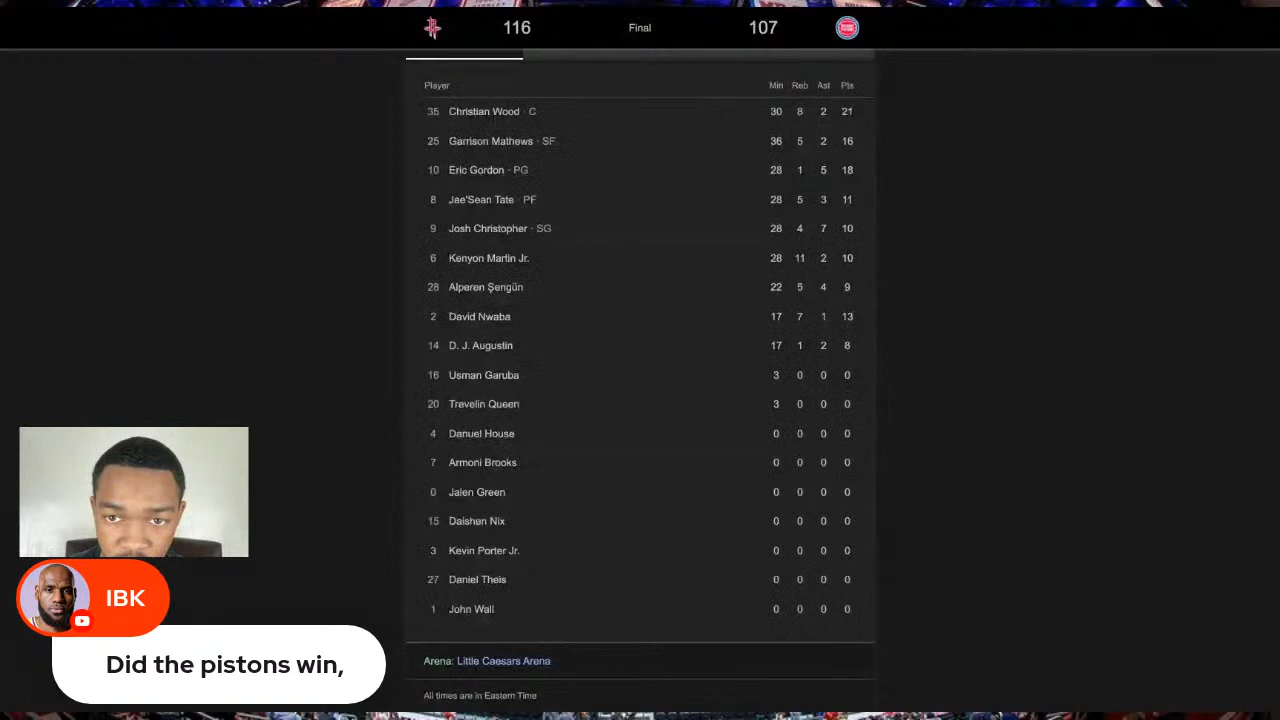 116 Final 107
Player Min Reb Ast Pts
35 Christian Wood · C 30 8 2 21
25 Garrison Mathews · SF 36 5 2 16
10 Eric Gordon · PG 28 1 5 18
8 Jae'Sean Tate · PF 28 5 3 11
9 Josh Christopher · SG 28 4 7 10
6 Kenyon Martin Jr. 28 11 2 10
28 Alperen Şengün 22 5 4 9
2 David Nwaba 17 7 1 13
14 D. J. Augustin 17 1 2 8
16 Usman Garuba 3 0 0 0
20 Trevelin Queen 3 0 0 0
4 Danuel House 0 0 0 0
7 Armoni Brooks 0 0 0 0
0 Jalen Green 0 0 0 0
15 Daishen Nix 0 0 0 0
3 Kevin Porter Jr. 0 0 0 0
27 Daniel Theis 0 0 0 0
1 John Wall 0 0 0 0
Arena: Little Caesars Arena
All times are in Eastern Time
IBK
Did the pistons win,